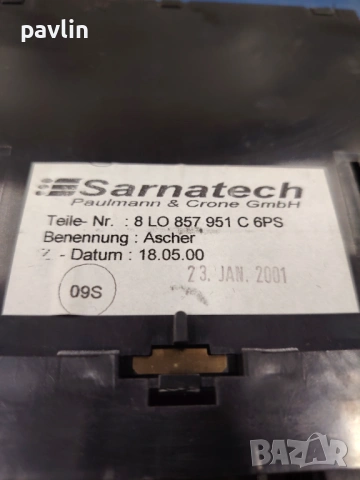 pavlin
Sarnatech
Paulmann & Crone GmbH
Teile- Nr. : 8 LO 857 951 C 6PS
Benennung : Ascher
Z - Datum : 18.05.00
23. JAN. 2001
09S
bazar